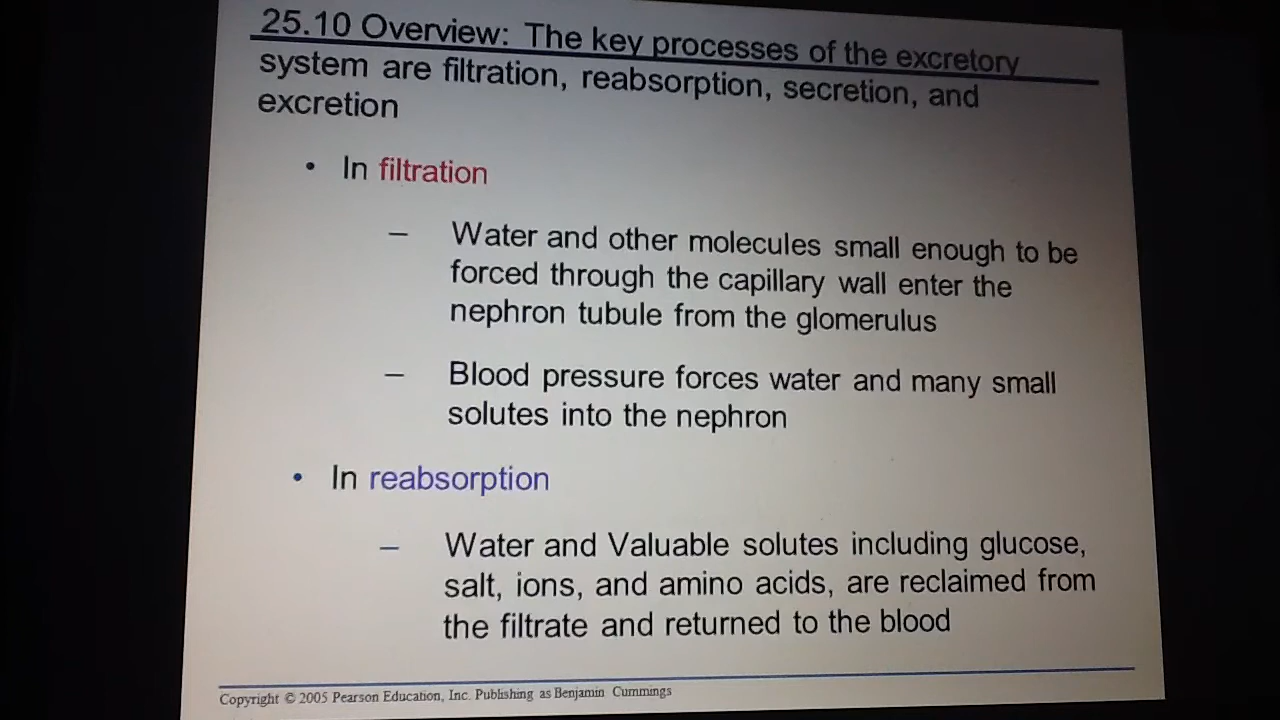 25.10 Overview: The key processes of the excretory
system are filtration, reabsorption, secretion, and
excretion
• In filtration
– Water and other molecules small enough to be
forced through the capillary wall enter the
nephron tubule from the glomerulus
– Blood pressure forces water and many small
solutes into the nephron
• In reabsorption
– Water and Valuable solutes including glucose,
salt, ions, and amino acids, are reclaimed from
the filtrate and returned to the blood
Copyright © 2005 Pearson Education, Inc. Publishing as Benjamin Cummings